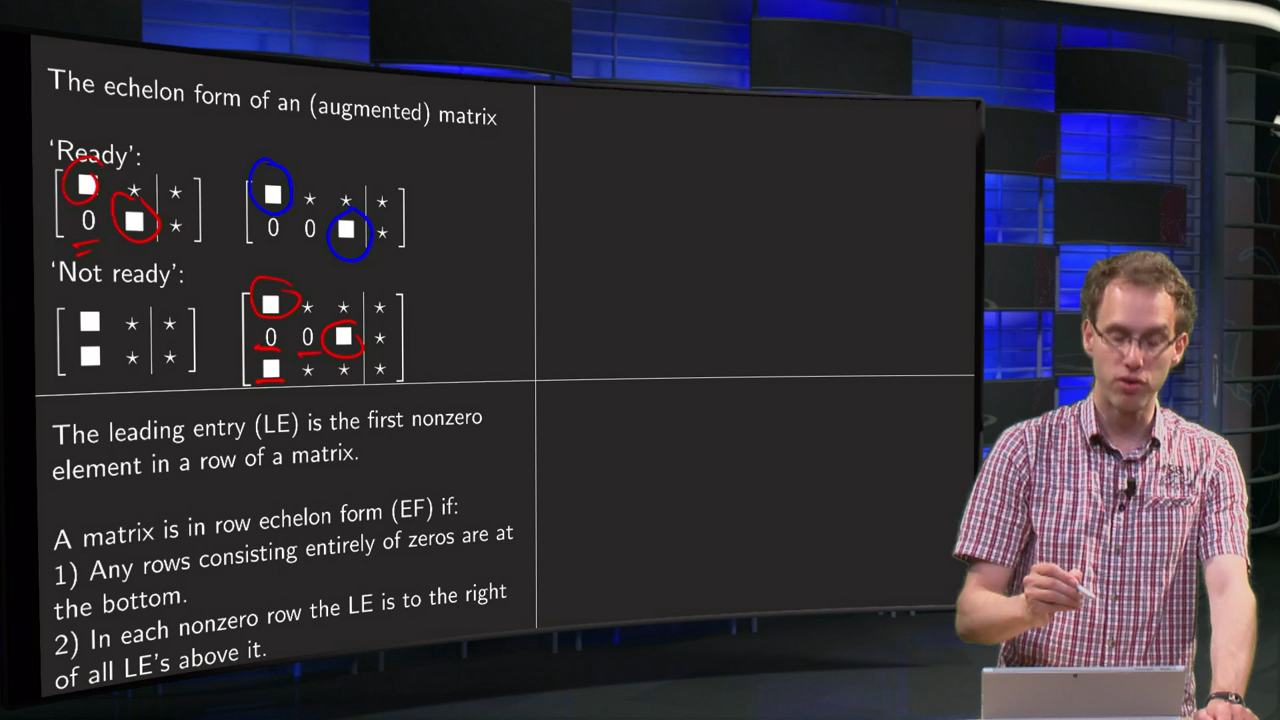 The echelon form of an (augmented) matrix
'Ready':
■ ⋆ | ⋆
0 ■ | ⋆
■ ⋆ ⋆ | ⋆
0 0 ■ | ⋆
'Not ready':
■ ⋆ | ⋆
■ ⋆ | ⋆
■ ⋆ ⋆ | ⋆
0 0 ■ | ⋆
■ ⋆ ⋆ | ⋆
The leading entry (LE) is the first nonzero
element in a row of a matrix.
A matrix is in row echelon form (EF) if:
1) Any rows consisting entirely of zeros are at
the bottom.
2) In each nonzero row the LE is to the right
of all LE's above it.